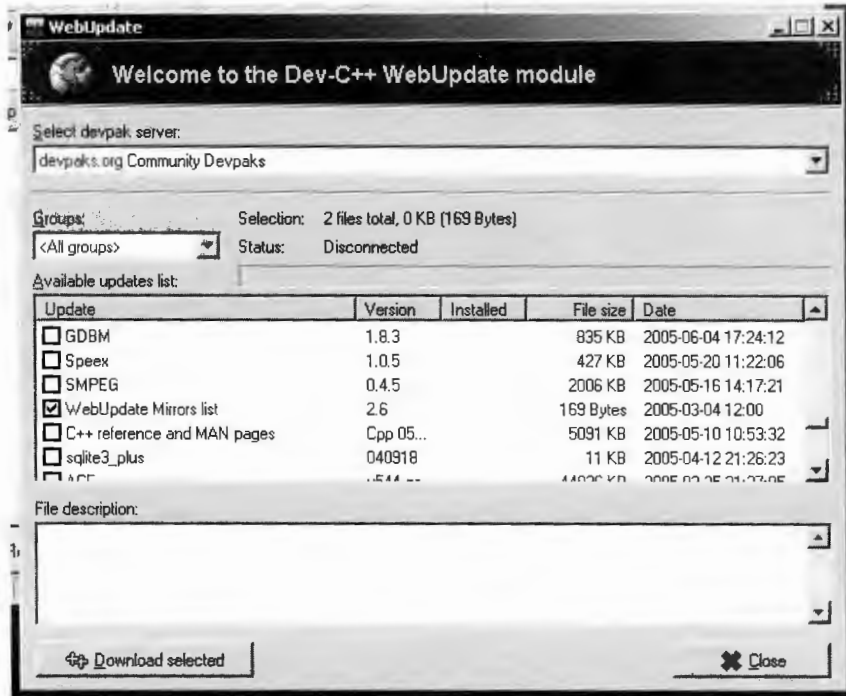 WebUpdate
Welcome to the Dev-C++ WebUpdate module
Select devpak server:
devpaks.org Community Devpaks
Groups:
Selection: 2 files total, 0 KB (169 Bytes)
<All groups>
Status: Disconnected
Available updates list:
Update Version Installed File size Date
GDBM 1.8.3 835 KB 2005-06-04 17:24:12
Speex 1.0.5 427 KB 2005-05-20 11:22:06
SMPEG 0.4.5 2006 KB 2005-05-16 14:17:21
WebUpdate Mirrors list 2.6 169 Bytes 2005-03-04 12:00
C++ reference and MAN pages Cpp 05... 5091 KB 2005-05-10 10:53:32
sqlite3_plus 040918 11 KB 2005-04-12 21:26:23
File description:
Download selected
Close